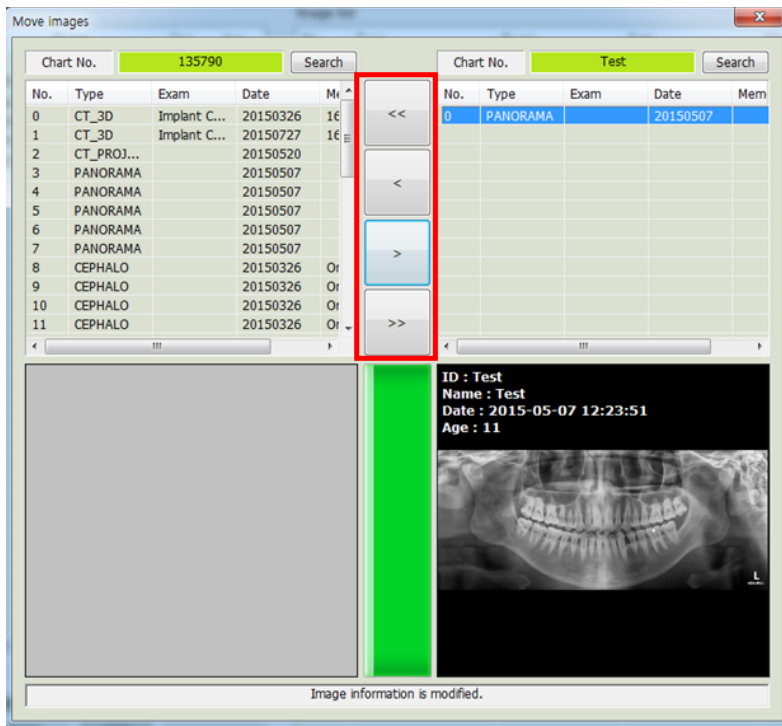 Move images
Chart No. 135790 Search
No. Type Exam Date
0 CT_3D Implant C... 20150326 16
1 CT_3D Implant C... 20150727 16
2 CT_PROJ... 20150520
3 PANORAMA 20150507
4 PANORAMA 20150507
5 PANORAMA 20150507
6 PANORAMA 20150507
7 PANORAMA 20150507
8 CEPHALO 20150326 Or
9 CEPHALO 20150326 Or
10 CEPHALO 20150326 Or
11 CEPHALO 20150326 Or
<<
<
>
>>
Chart No. Test Search
No. Type Exam Date Mem
0 PANORAMA 20150507
ID : Test
Name : Test
Date : 2015-05-07 12:23:51
Age : 11
L
Image information is modified.